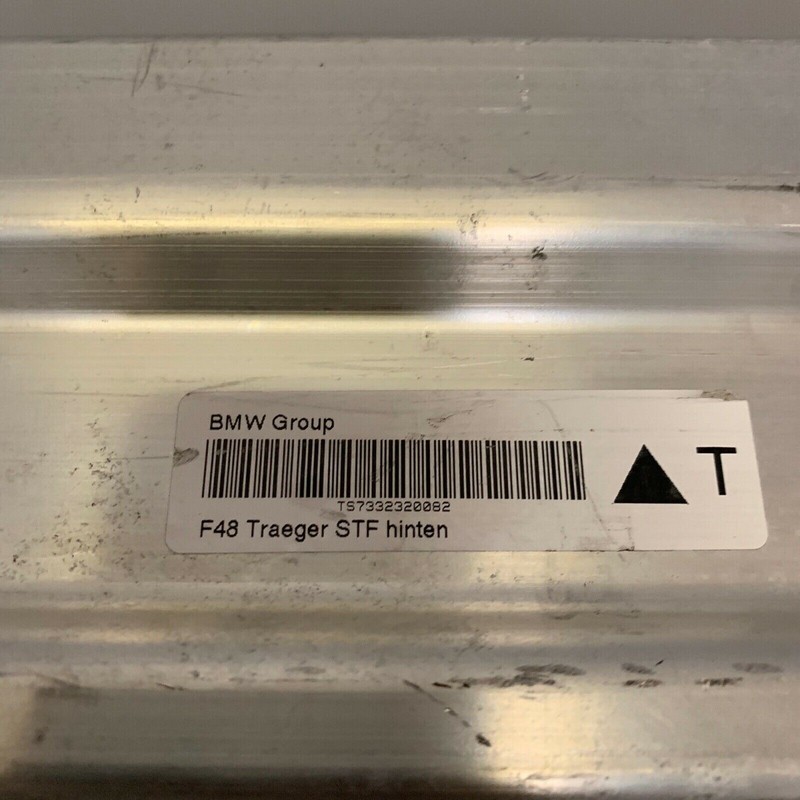 BMW Group
T
TS7332320082
F48 Traeger STF hinten